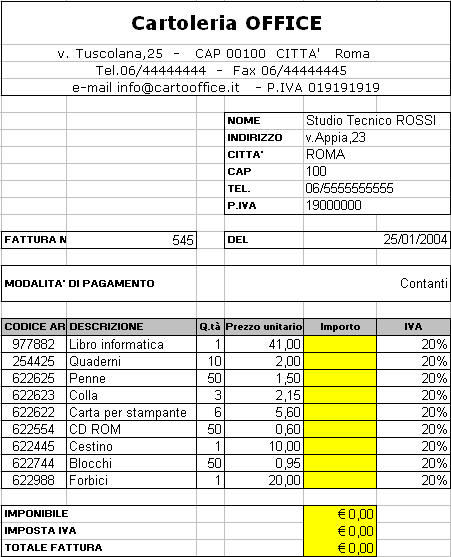 Cartoleria OFFICE
v. Tuscolana,25 - CAP 00100 CITTA' Roma
Tel.06/44444444 - Fax 06/44444445
e-mail info@cartooffice.it - P.IVA 019191919
NOME Studio Tecnico ROSSI
INDIRIZZO v.Appia,23
CITTA' ROMA
CAP 100
TEL. 06/5555555555
P.IVA 19000000
FATTURA N 545 DEL 25/01/2004
MODALITA' DI PAGAMENTO Contanti
CODICE AR DESCRIZIONE Q.tà Prezzo unitario Importo IVA
977882 Libro informatica 1 41,00 20%
254425 Quaderni 10 2,00 20%
622625 Penne 50 1,50 20%
622623 Colla 3 2,15 20%
622622 Carta per stampante 6 5,60 20%
622554 CD ROM 50 0,60 20%
622445 Cestino 1 10,00 20%
622744 Blocchi 50 0,95 20%
622988 Forbici 1 20,00 20%
IMPONIBILE € 0,00
IMPOSTA IVA € 0,00
TOTALE FATTURA € 0,00